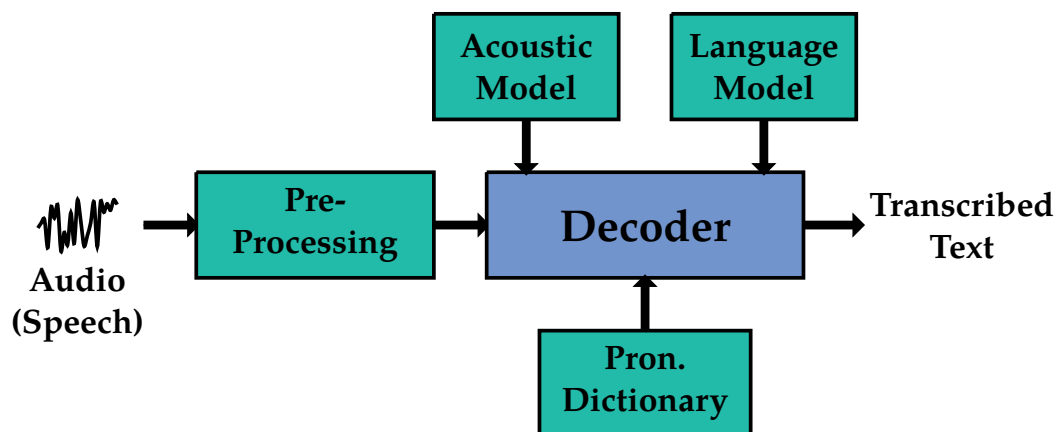 Acoustic
Model
Language
Model
Pre-
Processing
Decoder
Transcribed
Text
Audio
(Speech)
Pron.
Dictionary